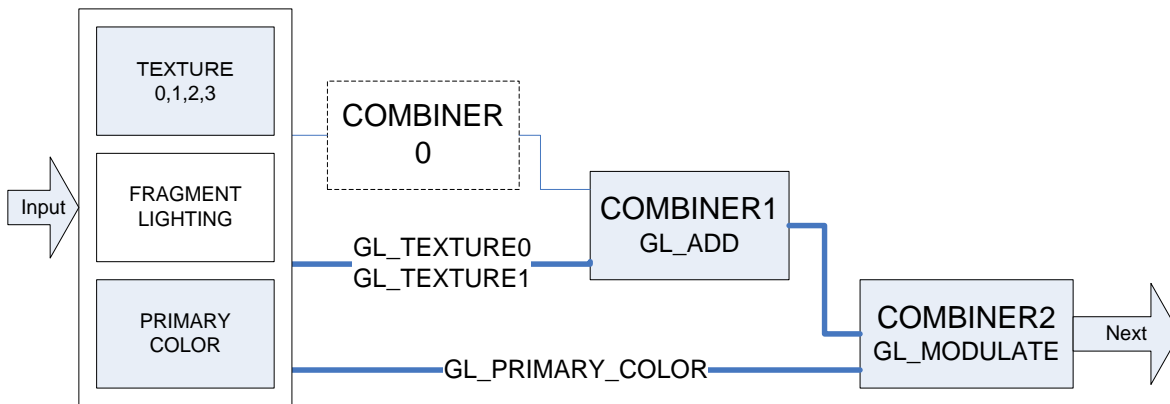 Input
TEXTURE
0,1,2,3
FRAGMENT
LIGHTING
PRIMARY
COLOR
COMBINER
0
GL_TEXTURE0
GL_TEXTURE1
GL_PRIMARY_COLOR
COMBINER1
GL_ADD
COMBINER2
GL_MODULATE
Next